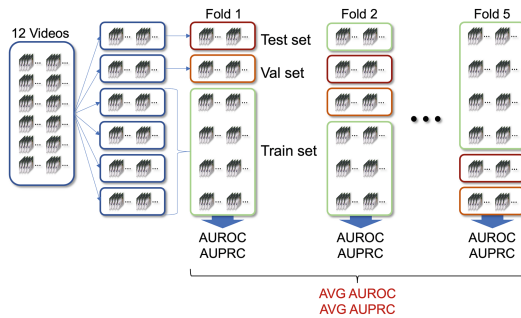 12 Videos
Fold 1
Fold 2
Fold 5
Test set
Val set
Train set
...
AUROC
AUPRC
AUROC
AUPRC
AUROC
AUPRC
AVG AUROC
AVG AUPRC